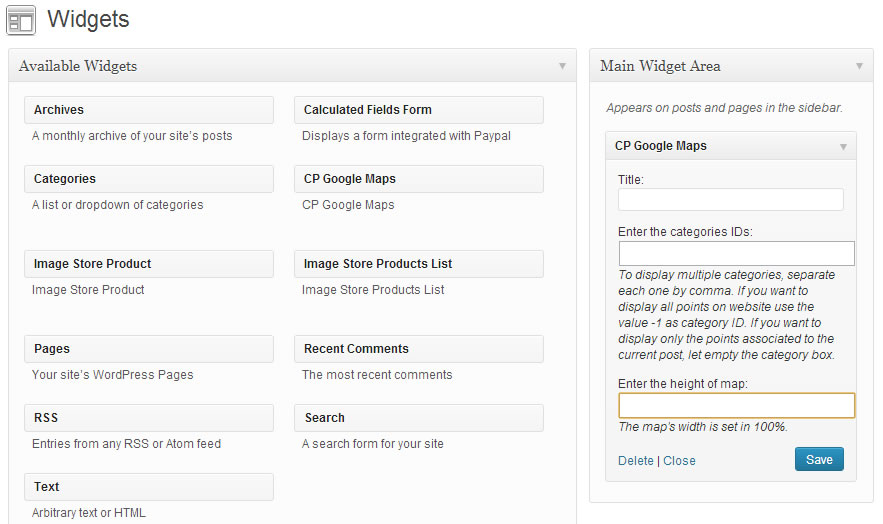 Widgets
Available Widgets
Archives
A monthly archive of your site's posts
Calculated Fields Form
Displays a form integrated with Paypal
Categories
A list or dropdown of categories
CP Google Maps
CP Google Maps
Image Store Product
Image Store Product
Image Store Products List
Image Store Products List
Pages
Your site's WordPress Pages
Recent Comments
The most recent comments
RSS
Entries from any RSS or Atom feed
Search
A search form for your site
Text
Arbitrary text or HTML
Main Widget Area
Appears on posts and pages in the sidebar.
CP Google Maps
Title:
Enter the categories IDs:
To display multiple categories, separate
each one by comma. If you want to
display all points on website use the
value -1 as category ID. If you want to
display only the points associated to the
current post, let empty the category box.
Enter the height of map:
The map's width is set in 100%.
Delete | Close
Save